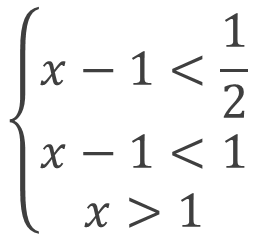 x − 1 < 1/2
x − 1 < 1
x > 1